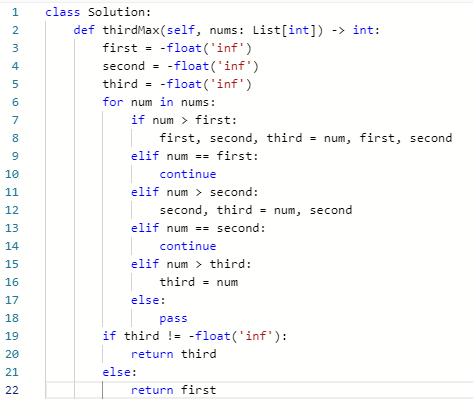 1 class Solution:
2     def thirdMax(self, nums: List[int]) -> int:
3         first = -float('inf')
4         second = -float('inf')
5         third = -float('inf')
6         for num in nums:
7             if num > first:
8                 first, second, third = num, first, second
9             elif num == first:
10                 continue
11             elif num > second:
12                 second, third = num, second
13             elif num == second:
14                 continue
15             elif num > third:
16                 third = num
17             else:
18                 pass
19         if third != -float('inf'):
20             return third
21         else:
22             return first